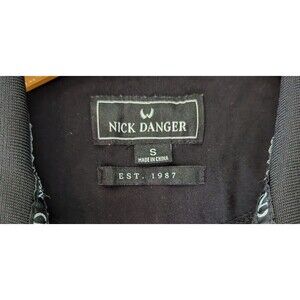 NICK DANGER
S
MADE IN CHINA
EST. 1987